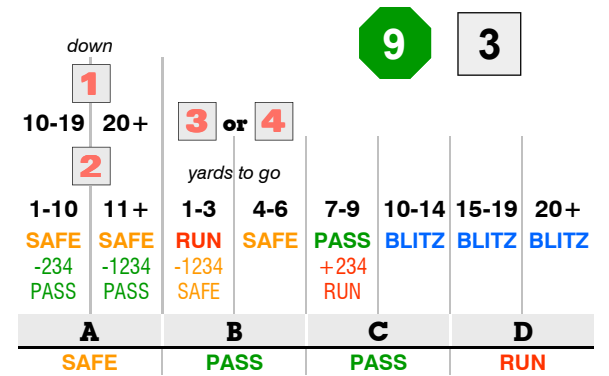 9 3
down
1
10-19 20+ 3 or 4
2 yards to go
1-10 11+ 1-3 4-6 7-9 10-14 15-19 20+
SAFE SAFE RUN SAFE PASS BLITZ BLITZ BLITZ
-234 -1234 -1234 +234
PASS PASS SAFE RUN
A B C D
SAFE PASS PASS RUN